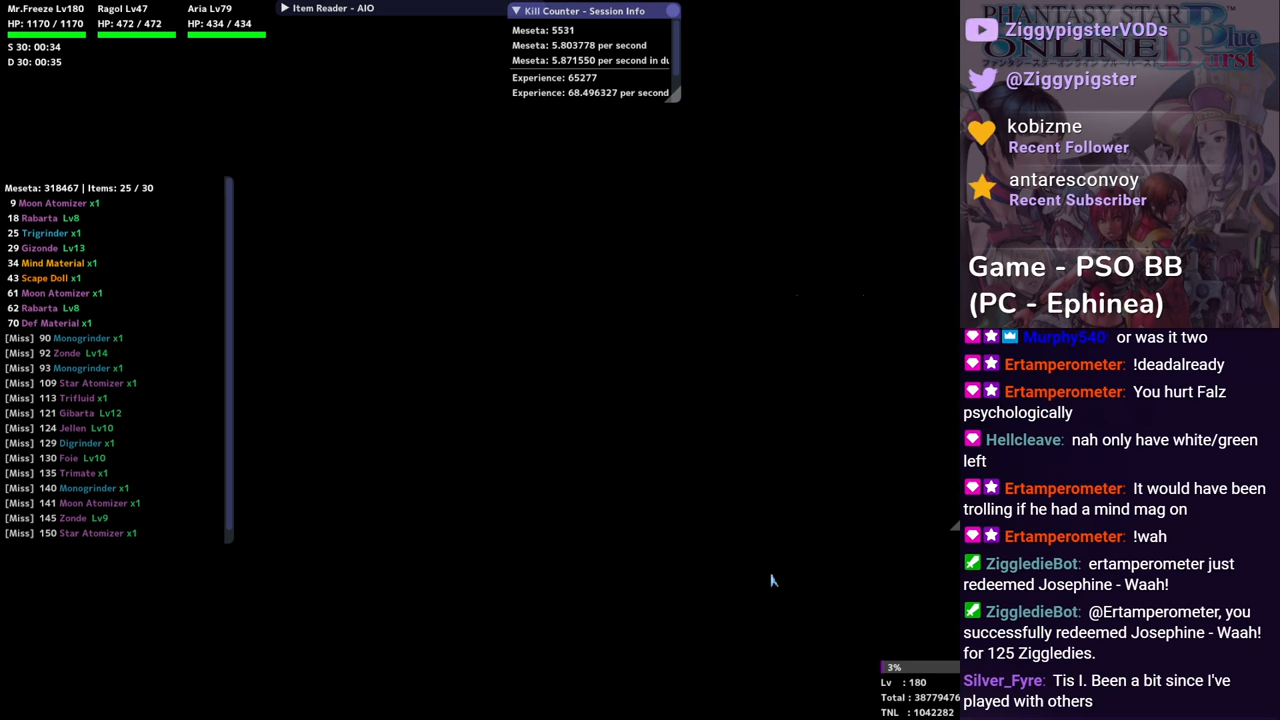 Mr.Freeze Lv180
HP: 1170 / 1170
Ragol Lv47
HP: 472 / 472
Aria Lv79
HP: 434 / 434
S 30: 00:34
D 30: 00:35
Item Reader - AIO
Kill Counter - Session Info
Meseta: 5531
Meseta: 5.803778 per second
Meseta: 5.871550 per second in du
Experience: 65277
Experience: 68.496327 per second
Meseta: 318467 | Items: 25 / 30
9 Moon Atomizer x1
18 Rabarta Lv8
25 Trigrinder x1
29 Gizonde Lv13
34 Mind Material x1
43 Scape Doll x1
61 Moon Atomizer x1
62 Rabarta Lv8
70 Def Material x1
[Miss] 90 Monogrinder x1
[Miss] 92 Zonde Lv14
[Miss] 93 Monogrinder x1
[Miss] 109 Star Atomizer x1
[Miss] 113 Trifluid x1
[Miss] 121 Gibarta Lv12
[Miss] 124 Jellen Lv10
[Miss] 129 Digrinder x1
[Miss] 130 Foie Lv10
[Miss] 135 Trimate x1
[Miss] 140 Monogrinder x1
[Miss] 141 Moon Atomizer x1
[Miss] 145 Zonde Lv9
[Miss] 150 Star Atomizer x1
3%
Lv : 180
Total : 38779476
TNL : 1042282
PHANTASY STAR
ONLINE Blue
Burst
ZiggypigsterVODs
@Ziggypigster
kobizme
Recent Follower
antaresconvoy
Recent Subscriber
Game - PSO BB
(PC - Ephinea)
Murphy540: or was it two
Ertamperometer: !deadalready
Ertamperometer: You hurt Falz
psychologically
Hellcleave: nah only have white/green
left
Ertamperometer: It would have been
trolling if he had a mind mag on
Ertamperometer: !wah
ZiggledieBot: ertamperometer just
redeemed Josephine - Waah!
ZiggledieBot: @Ertamperometer, you
successfully redeemed Josephine - Waah!
for 125 Ziggledies.
Silver_Fyre: Tis I. Been a bit since I've
played with others